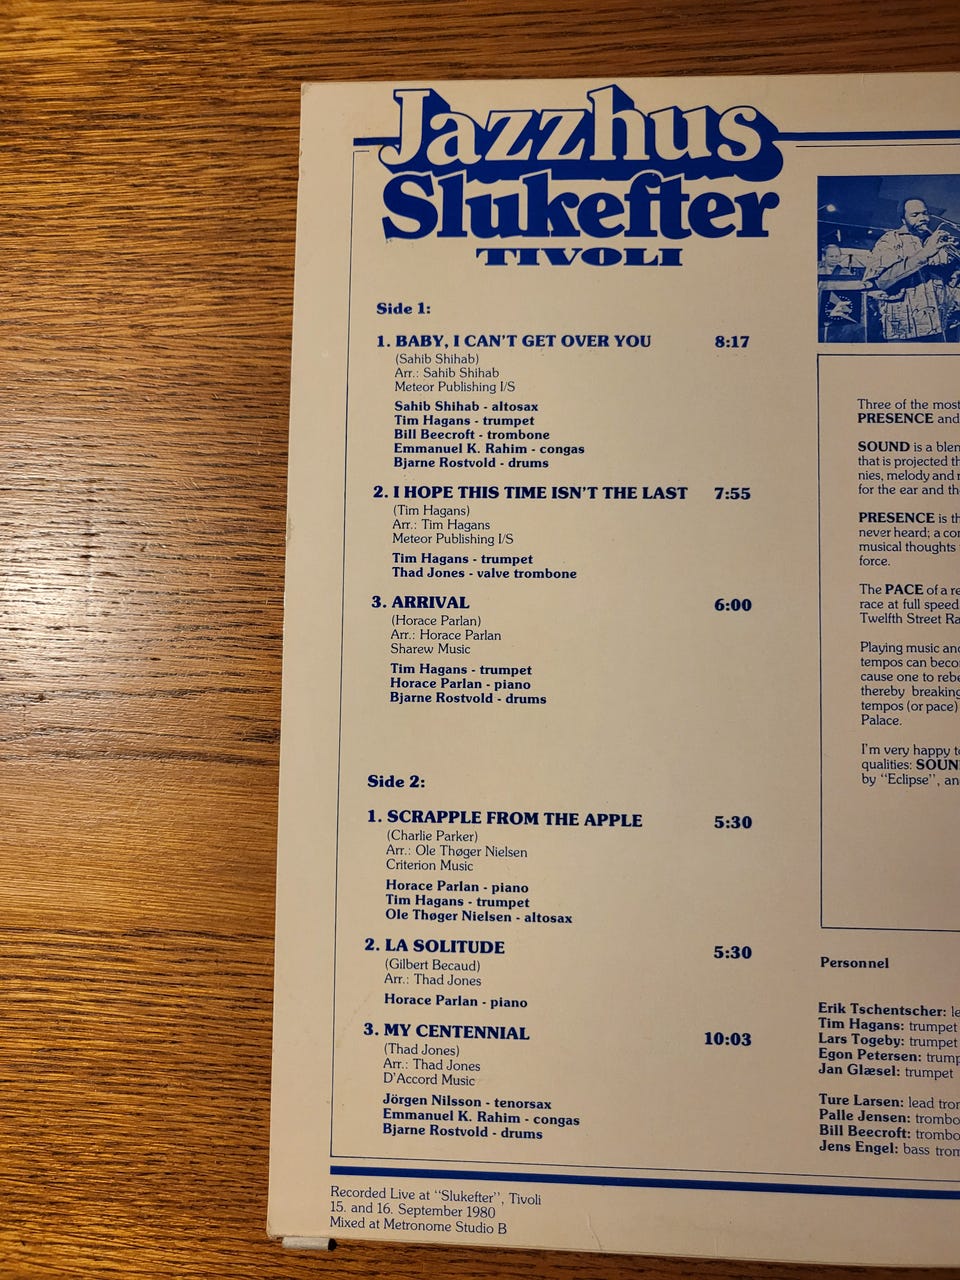 Jazzhus
Slukefter
TIVOLI
Side 1:
1. BABY, I CAN'T GET OVER YOU 8:17
(Sahib Shihab)
Arr.: Sahib Shihab
Meteor Publishing I/S
Sahib Shihab - altosax
Tim Hagans - trumpet
Bill Beecroft - trombone
Emmanuel K. Rahim - congas
Bjarne Rostvold - drums
2. I HOPE THIS TIME ISN'T THE LAST 7:55
(Tim Hagans)
Arr.: Tim Hagans
Meteor Publishing I/S
Tim Hagans - trumpet
Thad Jones - valve trombone
3. ARRIVAL 6:00
(Horace Parlan)
Arr.: Horace Parlan
Sharew Music
Tim Hagans - trumpet
Horace Parlan - piano
Bjarne Rostvold - drums
Side 2:
1. SCRAPPLE FROM THE APPLE 5:30
(Charlie Parker)
Arr.: Ole Thøger Nielsen
Criterion Music
Horace Parlan - piano
Tim Hagans - trumpet
Ole Thøger Nielsen - altosax
2. LA SOLITUDE 5:30
(Gilbert Becaud)
Arr.: Thad Jones
Horace Parlan - piano
3. MY CENTENNIAL 10:03
(Thad Jones)
Arr.: Thad Jones
D'Accord Music
Jörgen Nilsson - tenorsax
Emmanuel K. Rahim - congas
Bjarne Rostvold - drums
Recorded Live at "Slukefter", Tivoli
15. and 16. September 1980
Mixed at Metronome Studio B
Three of the most
PRESENCE and
SOUND is a blen
that is projected th
nies, melody and
for the ear and th
PRESENCE is th
never heard; a co
musical thoughts
force.
The PACE of a re
race at full speed
Twelfth Street Ra
Playing music and
tempos can beco
cause one to rebe
thereby breaking
tempos (or pace)
Palace.
I'm very happy to
qualities: SOUN
by "Eclipse", an
Personnel
Erik Tschentscher: le
Tim Hagans: trumpet
Lars Togeby: trumpet
Egon Petersen: trump
Jan Glæsel: trumpet
Ture Larsen: lead tron
Palle Jensen: trombo
Bill Beecroft: trombo
Jens Engel: bass trom